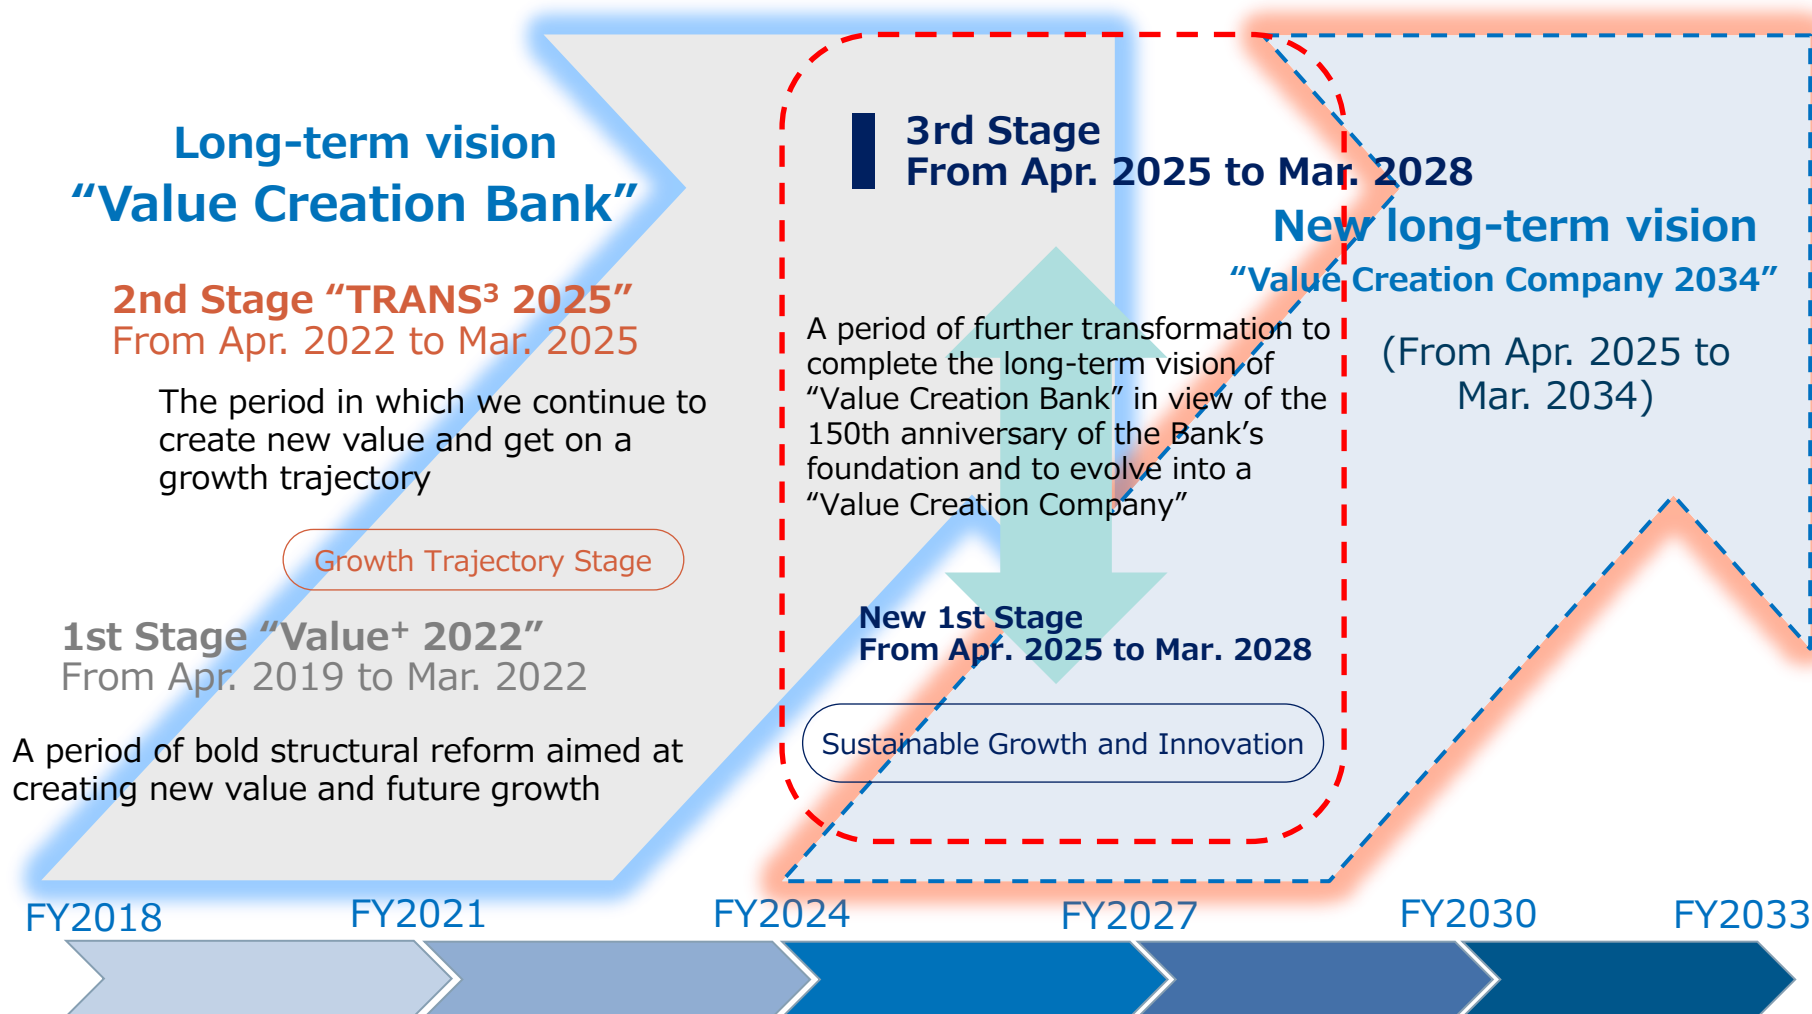 Long-term vision
“Value Creation Bank”
2nd Stage “TRANS³ 2025”
From Apr. 2022 to Mar. 2025
The period in which we continue to
create new value and get on a
growth trajectory
Growth Trajectory Stage
1st Stage “Value⁺ 2022”
From Apr. 2019 to Mar. 2022
A period of bold structural reform aimed at
creating new value and future growth
3rd Stage
From Apr. 2025 to Mar. 2028
A period of further transformation to
complete the long-term vision of
“Value Creation Bank” in view of the
150th anniversary of the Bank’s
foundation and to evolve into a
“Value Creation Company”
New 1st Stage
From Apr. 2025 to Mar. 2028
Sustainable Growth and Innovation
New long-term vision
“Value Creation Company 2034”
(From Apr. 2025 to
Mar. 2034)
FY2018
FY2021
FY2024
FY2027
FY2030
FY2033